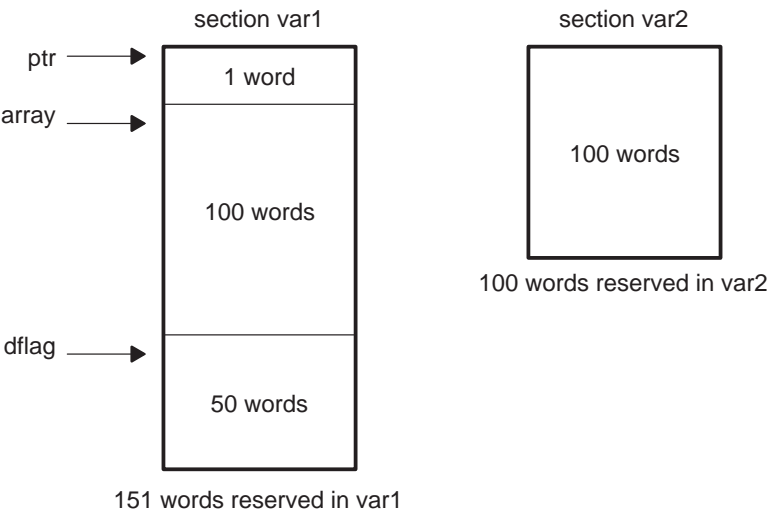 section var1
ptr
1 word
array
100 words
dflag
50 words
151 words reserved in var1
section var2
100 words
100 words reserved in var2